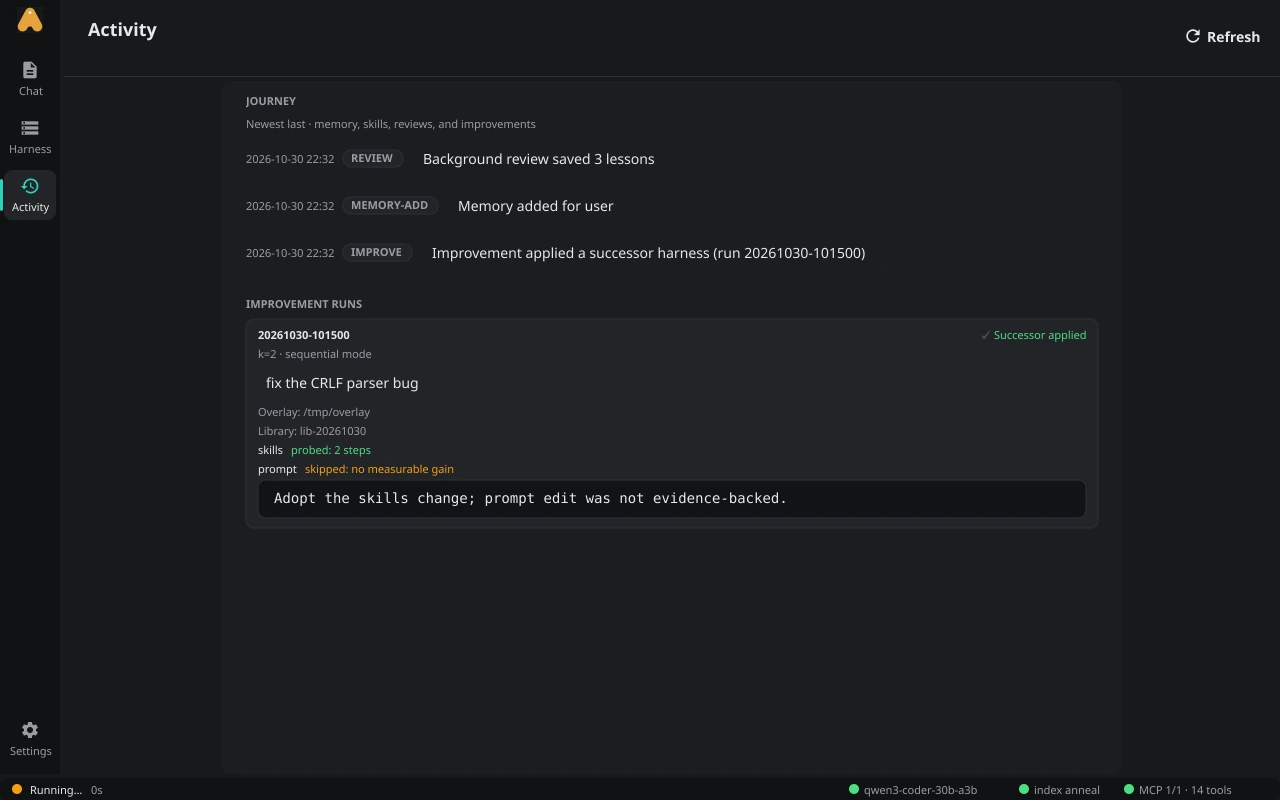 Activity
Refresh
Chat
Harness
Activity
Settings
JOURNEY
Newest last · memory, skills, reviews, and improvements
2026-10-30 22:32 REVIEW Background review saved 3 lessons
2026-10-30 22:32 MEMORY-ADD Memory added for user
2026-10-30 22:32 IMPROVE Improvement applied a successor harness (run 20261030-101500)
IMPROVEMENT RUNS
20261030-101500 ✓ Successor applied
k=2 · sequential mode
fix the CRLF parser bug
Overlay: /tmp/overlay
Library: lib-20261030
skills probed: 2 steps
prompt skipped: no measurable gain
Adopt the skills change; prompt edit was not evidence-backed.
Running... 0s qwen3-coder-30b-a3b index anneal MCP 1/1 · 14 tools